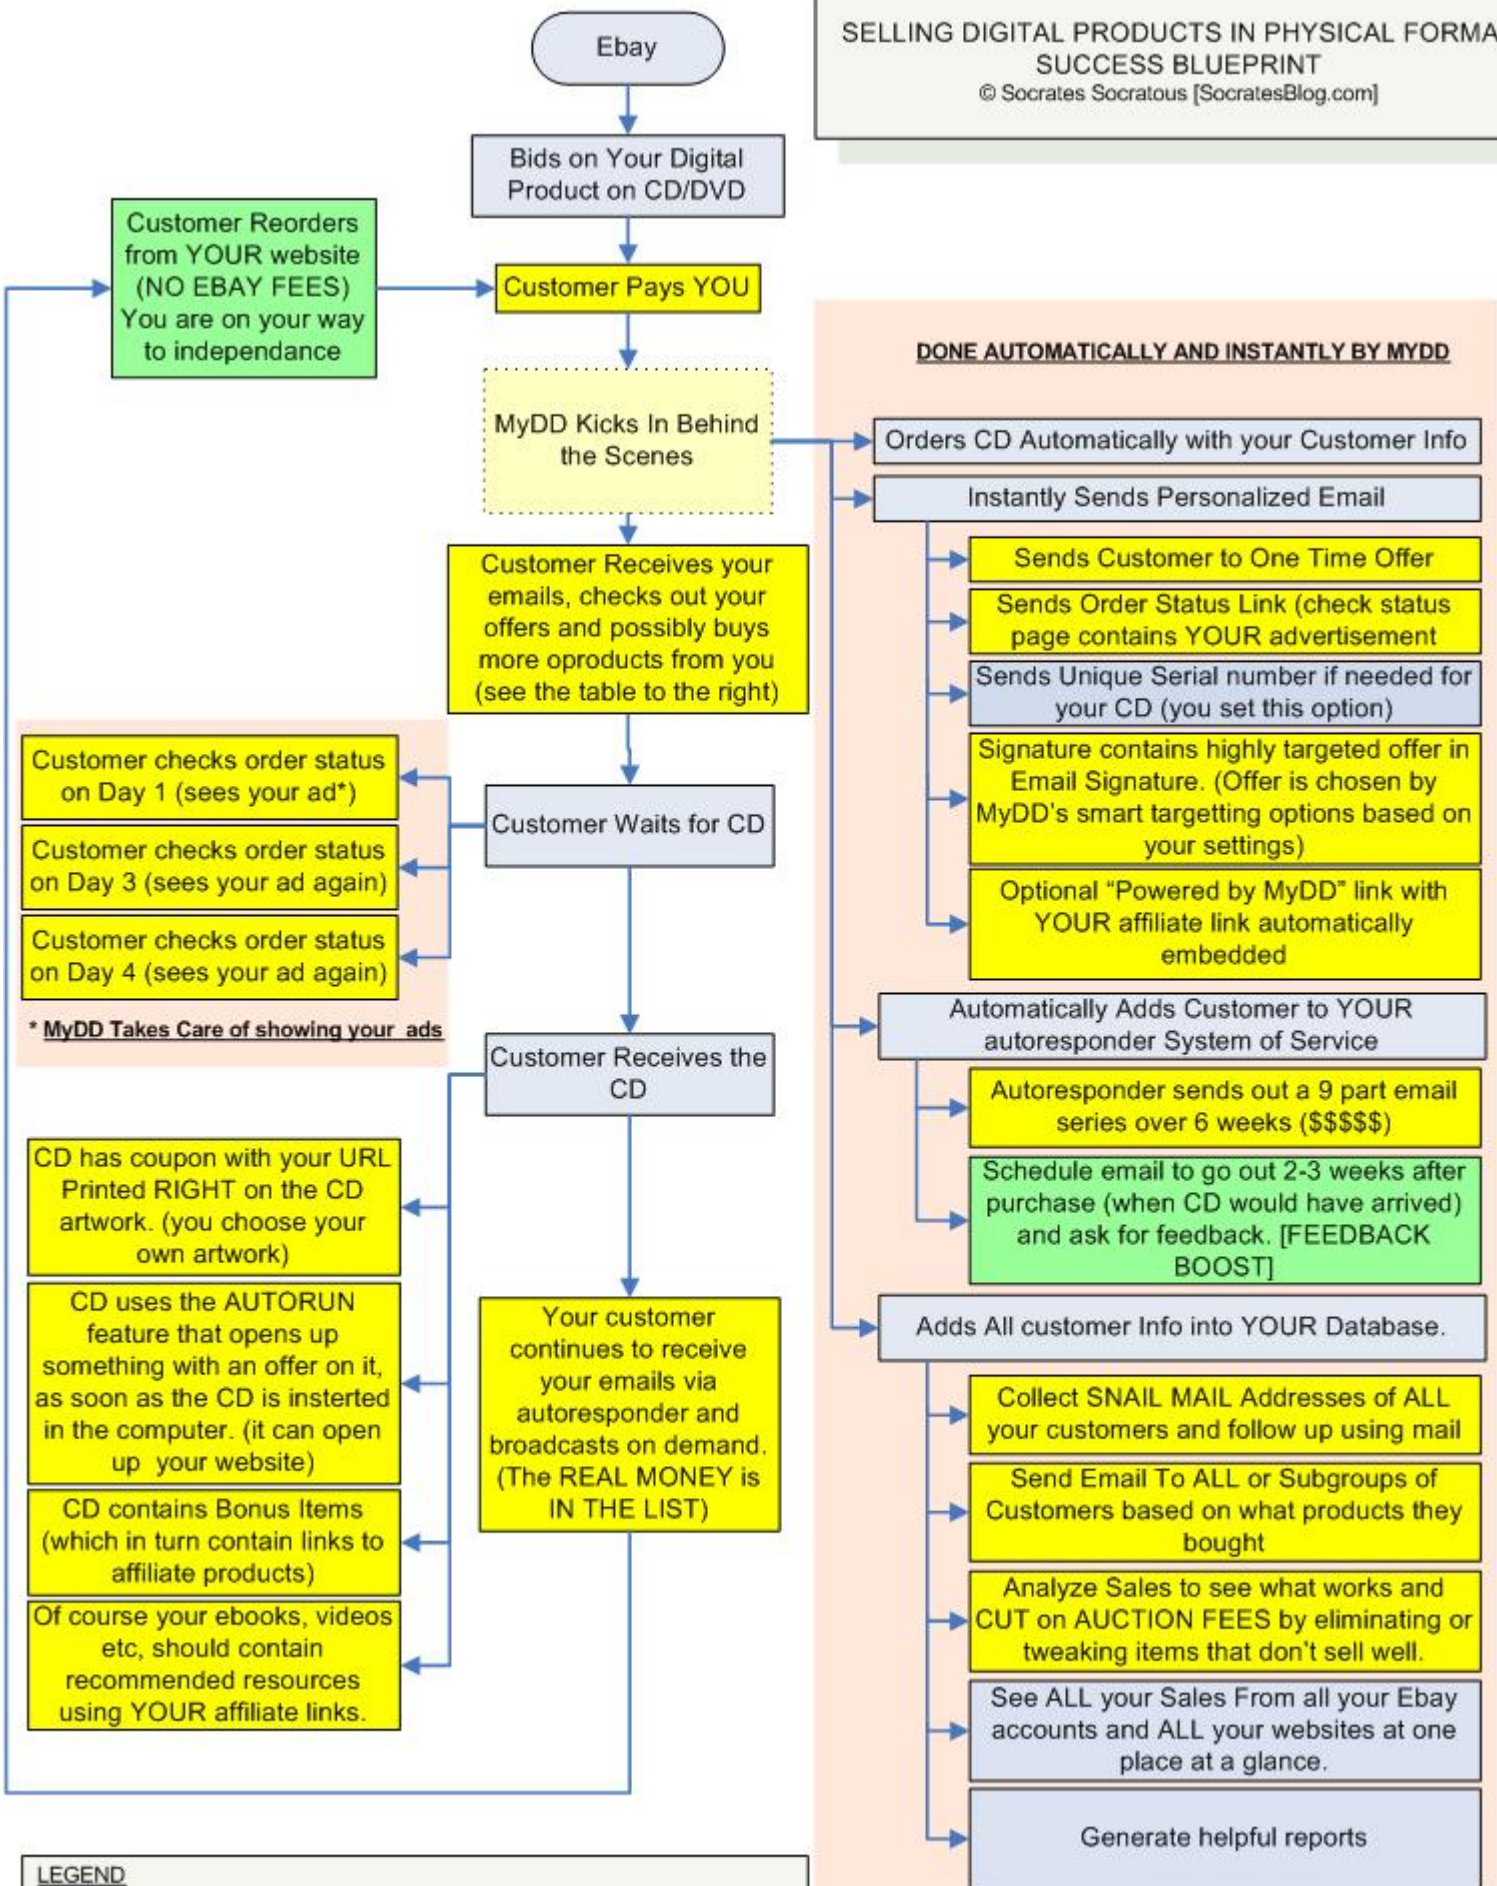 SELLING DIGITAL PRODUCTS IN PHYSICAL FORMA
SUCCESS BLUEPRINT
© Socrates Socratous [SocratesBlog.com]
Ebay
Bids on Your Digital
Product on CD/DVD
Customer Reorders
from YOUR website
(NO EBAY FEES)
You are on your way
to independance
Customer Pays YOU
MyDD Kicks In Behind
the Scenes
Customer Receives your
emails, checks out your
offers and possibly buys
more oproducts from you
(see the table to the right)
Customer checks order status
on Day 1 (sees your ad*)
Customer checks order status
on Day 3 (sees your ad again)
Customer checks order status
on Day 4 (sees your ad again)
* MyDD Takes Care of showing your ads
Customer Waits for CD
Customer Receives the
CD
CD has coupon with your URL
Printed RIGHT on the CD
artwork. (you choose your
own artwork)
CD uses the AUTORUN
feature that opens up
something with an offer on it,
as soon as the CD is insterted
in the computer. (it can open
up your website)
CD contains Bonus Items
(which in turn contain links to
affiliate products)
Of course your ebooks, videos
etc, should contain
recommended resources
using YOUR affiliate links.
Your customer
continues to receive
your emails via
autoresponder and
broadcasts on demand.
(The REAL MONEY is
IN THE LIST)
DONE AUTOMATICALLY AND INSTANTLY BY MYDD
Orders CD Automatically with your Customer Info
Instantly Sends Personalized Email
Sends Customer to One Time Offer
Sends Order Status Link (check status
page contains YOUR advertisement
Sends Unique Serial number if needed for
your CD (you set this option)
Signature contains highly targeted offer in
Email Signature. (Offer is chosen by
MyDD's smart targetting options based on
your settings)
Optional “Powered by MyDD” link with
YOUR affiliate link automatically
embedded
Automatically Adds Customer to YOUR
autoresponder System of Service
Autoresponder sends out a 9 part email
series over 6 weeks ($$$$$)
Schedule email to go out 2-3 weeks after
purchase (when CD would have arrived)
and ask for feedback. [FEEDBACK
BOOST]
Adds All customer Info into YOUR Database.
Collect SNAIL MAIL Addresses of ALL
your customers and follow up using mail
Send Email To ALL or Subgroups of
Customers based on what products they
bought
Analyze Sales to see what works and
CUT on AUCTION FEES by eliminating or
tweaking items that don't sell well.
See ALL your Sales From all your Ebay
accounts and ALL your websites at one
place at a glance.
Generate helpful reports
LEGEND